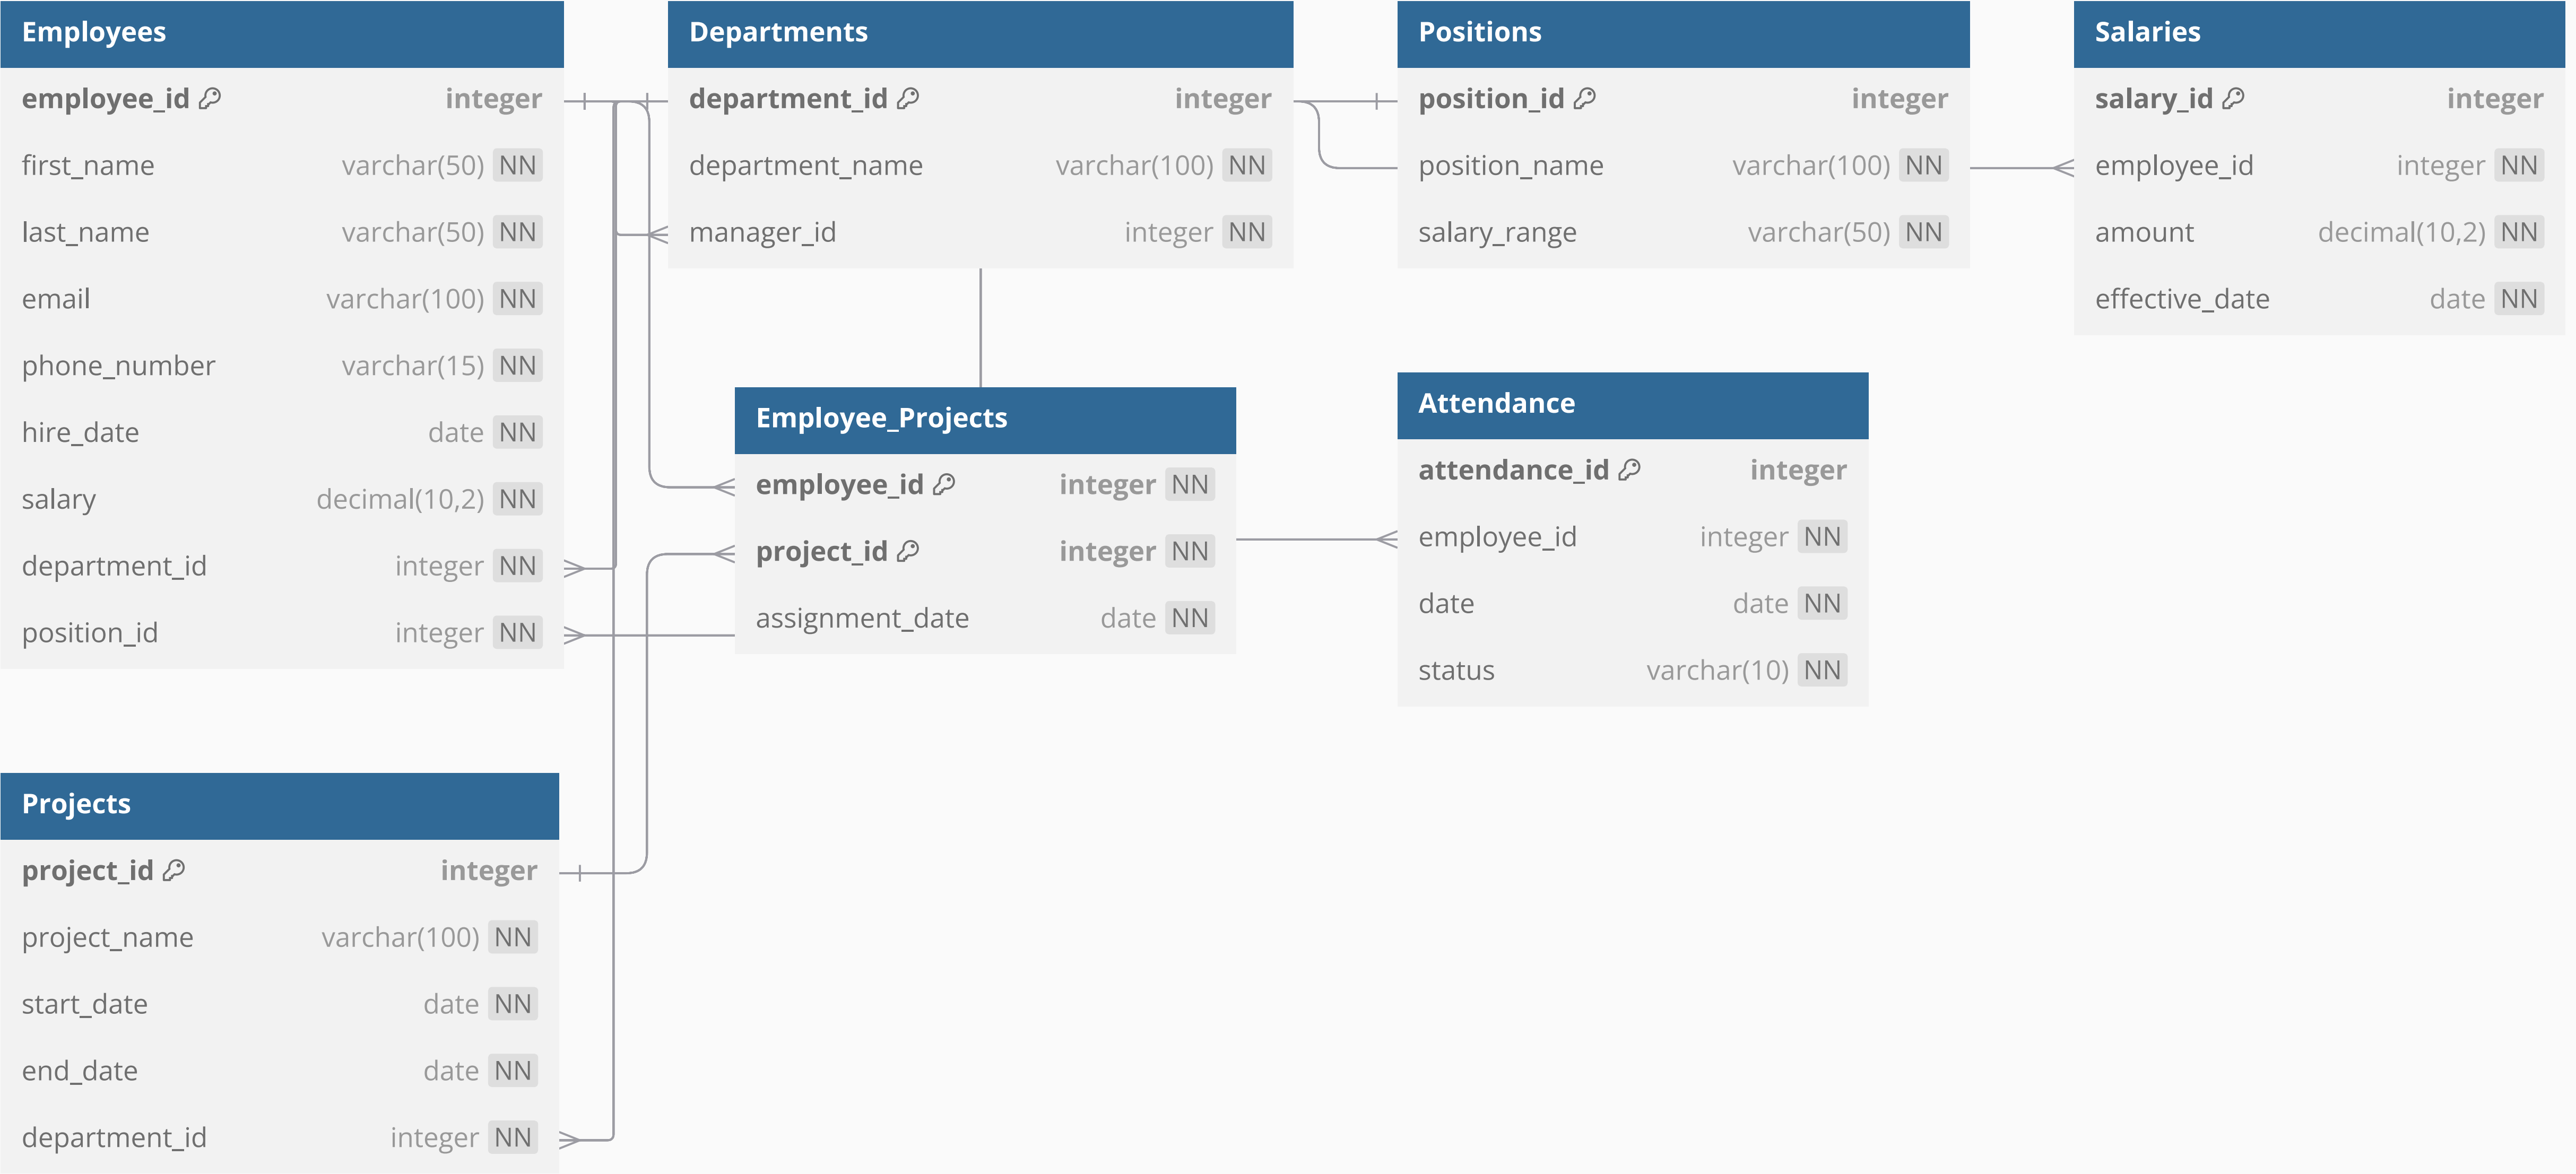 Employees
employee_id integer
first_name varchar(50) NN
last_name varchar(50) NN
email varchar(100) NN
phone_number varchar(15) NN
hire_date date NN
salary decimal(10,2) NN
department_id integer NN
position_id integer NN
Departments
department_id integer
department_name varchar(100) NN
manager_id integer NN
Positions
position_id integer
position_name varchar(100) NN
salary_range varchar(50) NN
Salaries
salary_id integer
employee_id integer NN
amount decimal(10,2) NN
effective_date date NN
Employee_Projects
employee_id integer NN
project_id integer NN
assignment_date date NN
Attendance
attendance_id integer
employee_id integer NN
date date NN
status varchar(10) NN
Projects
project_id integer
project_name varchar(100) NN
start_date date NN
end_date date NN
department_id integer NN